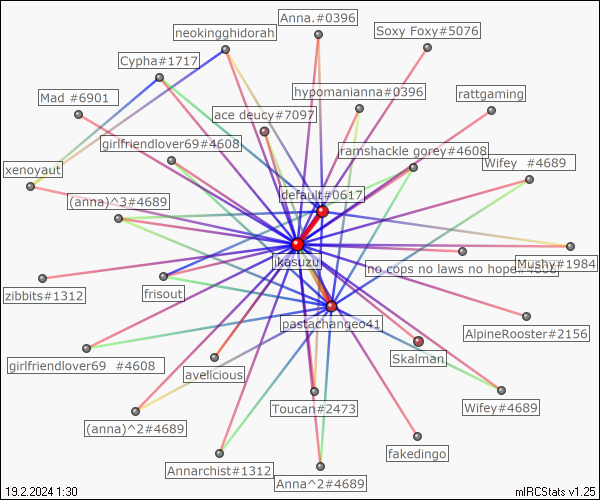 Anna.#0396
Soxy Foxy#5076
neokingghidorah
Cypha#1717
hypomanianna#0396
rattgaming
Mad #6901
ace deucy#7097
girlfriendlover69#4608
ramshackle gorey#4608
Wifey #4689
xenoyaut
(anna)^3#4689
default#0617
ikasuzu
no cops no laws no hope#
Mushy#1984
zibbits#1312
frisout
pastachangeo41
AlpineRooster#2156
girlfriendlover69 #4608
avelicious
Skalman
(anna)^2#4689
Toucan#2473
Wifey#4689
Annarchist#1312
fakedingo
Anna^2#4689
19.2.2024 1:30
mIRCStats v1.25